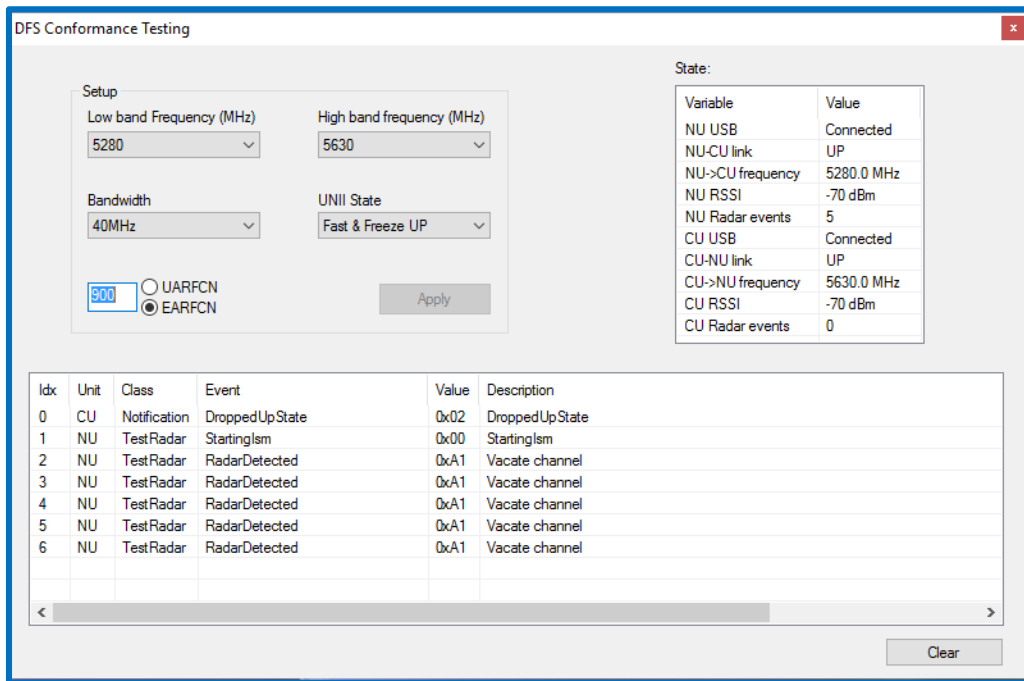 DFS Conformance Testing
x
Setup
Low band Frequency (MHz) High band frequency (MHz)
5280 5630
Bandwidth UNII State
40MHz Fast & Freeze UP
900 UARFCN
EARFCN
Apply
State:
Variable Value
NU USB Connected
NU-CU link UP
NU->CU frequency 5280.0 MHz
NU RSSI -70 dBm
NU Radar events 5
CU USB Connected
CU-NU link UP
CU->NU frequency 5630.0 MHz
CU RSSI -70 dBm
CU Radar events 0
Idx Unit Class Event Value Description
0 CU Notification DroppedUpState 0x02 DroppedUpState
1 NU TestRadar StartingIsm 0x00 StartingIsm
2 NU TestRadar RadarDetected 0xA1 Vacate channel
3 NU TestRadar RadarDetected 0xA1 Vacate channel
4 NU TestRadar RadarDetected 0xA1 Vacate channel
5 NU TestRadar RadarDetected 0xA1 Vacate channel
6 NU TestRadar RadarDetected 0xA1 Vacate channel
Clear